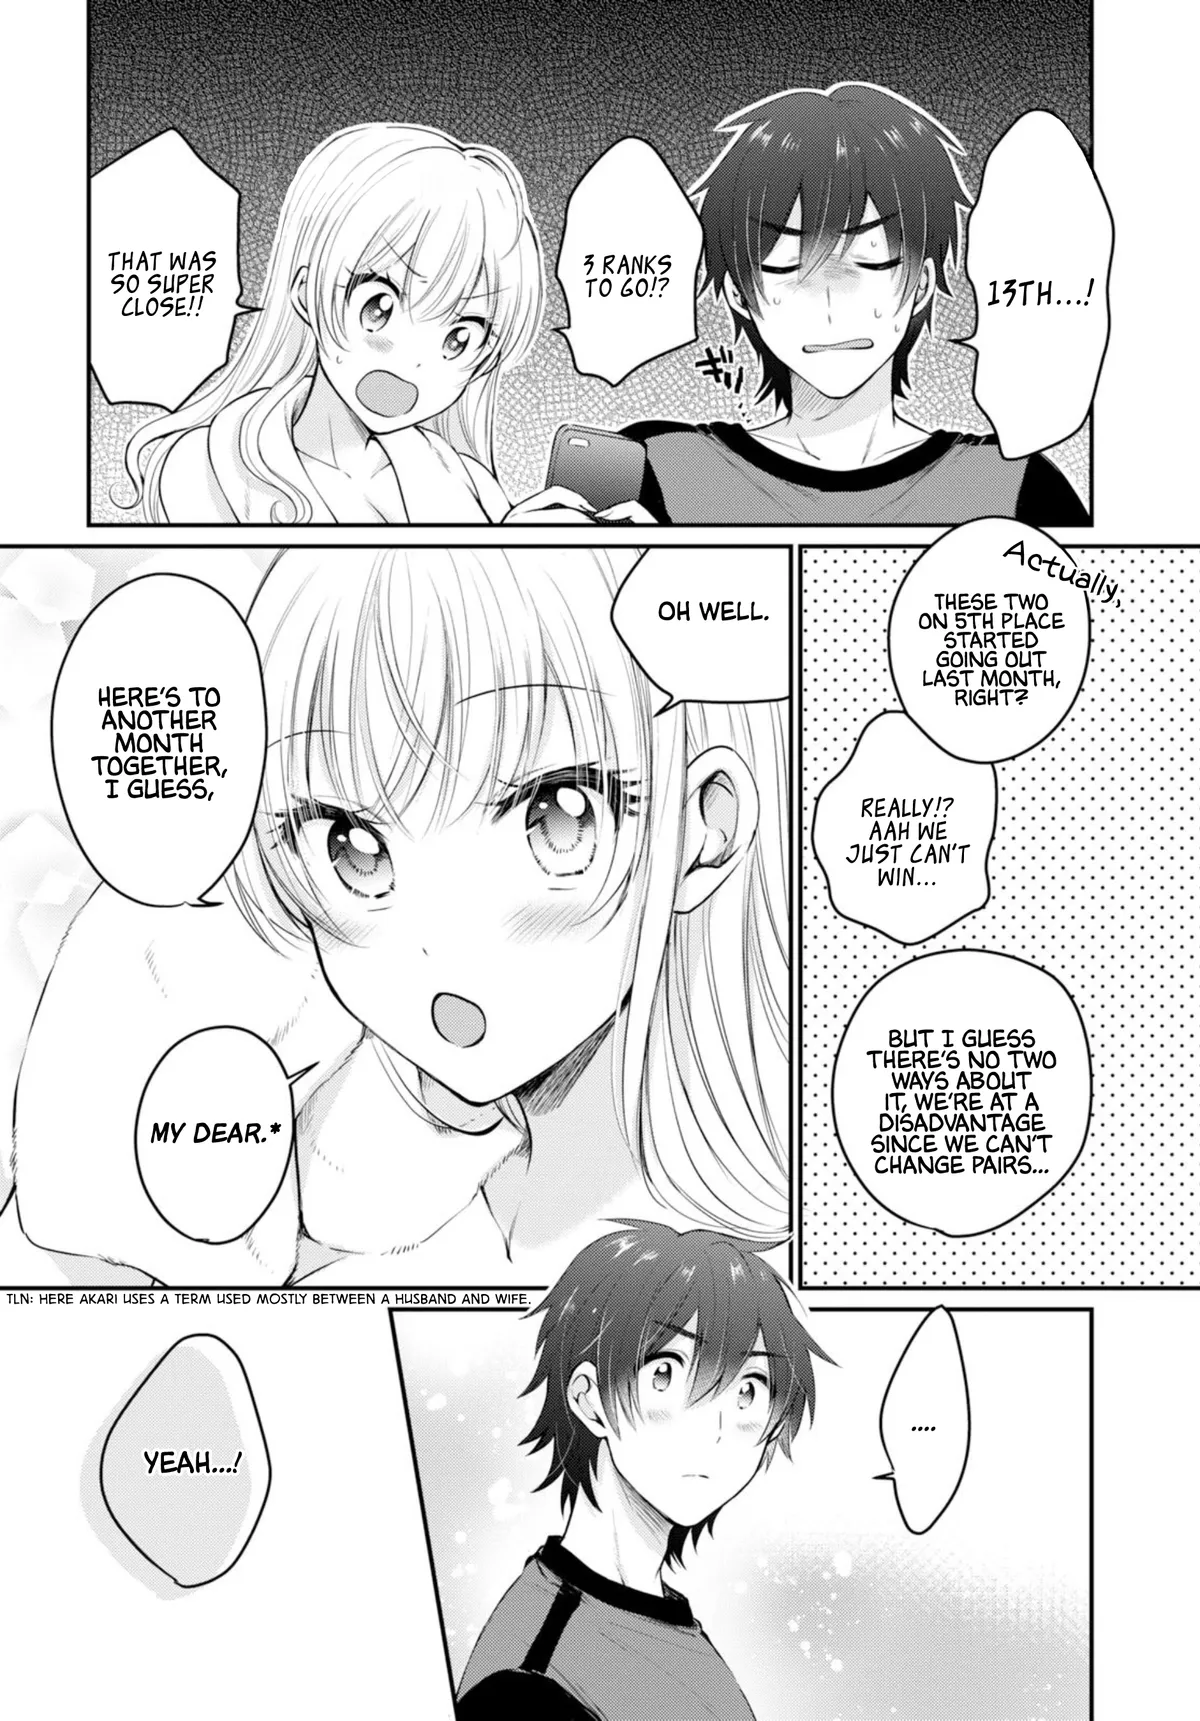 13TH...!
3 RANKS
TO GO!?
ギリ
THAT WAS
SO SUPER
CLOSE!!
Actually,
THESE TWO
ON 5TH PLACE
STARTED
GOING OUT
LAST MONTH,
RIGHT?
REALLY!?
AAH WE
JUST CAN'T
WIN...
BUT I GUESS
THERE'S NO TWO
WAYS ABOUT
IT, WE'RE AT A
DISADVANTAGE
SINCE WE CAN'T
CHANGE PAIRS...
OH WELL.
HERE'S TO
ANOTHER
MONTH
TOGETHER,
I GUESS,
MY DEAR.*
TLN: HERE AKARI USES A TERM USED MOSTLY BETWEEN A HUSBAND AND WIFE.
....
YEAH...!